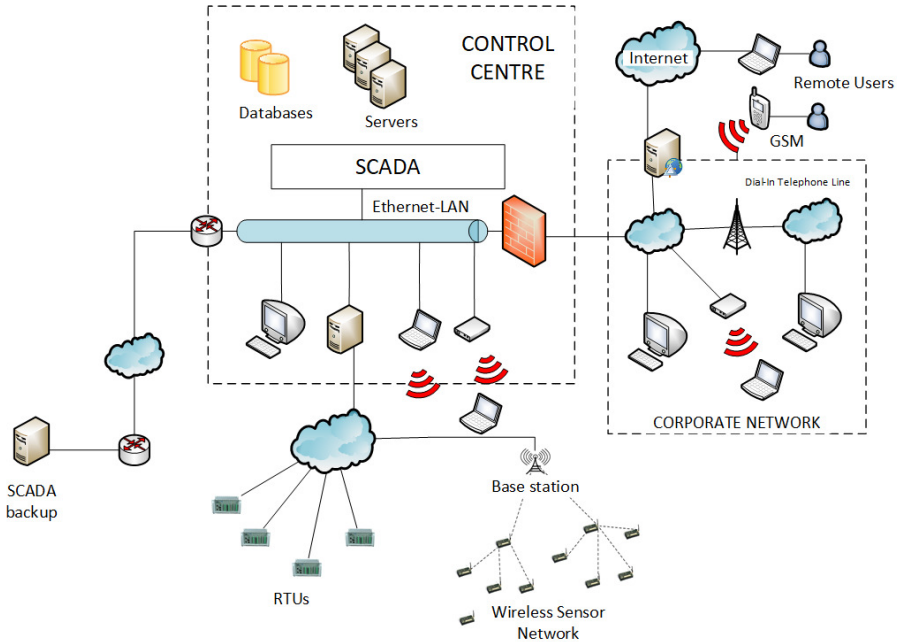 CONTROL
CENTRE
Databases
Servers
SCADA
Ethernet-LAN
Internet
Remote Users
GSM
Dial-In Telephone Line
CORPORATE NETWORK
SCADA
backup
Base station
RTUs
Wireless Sensor
Network